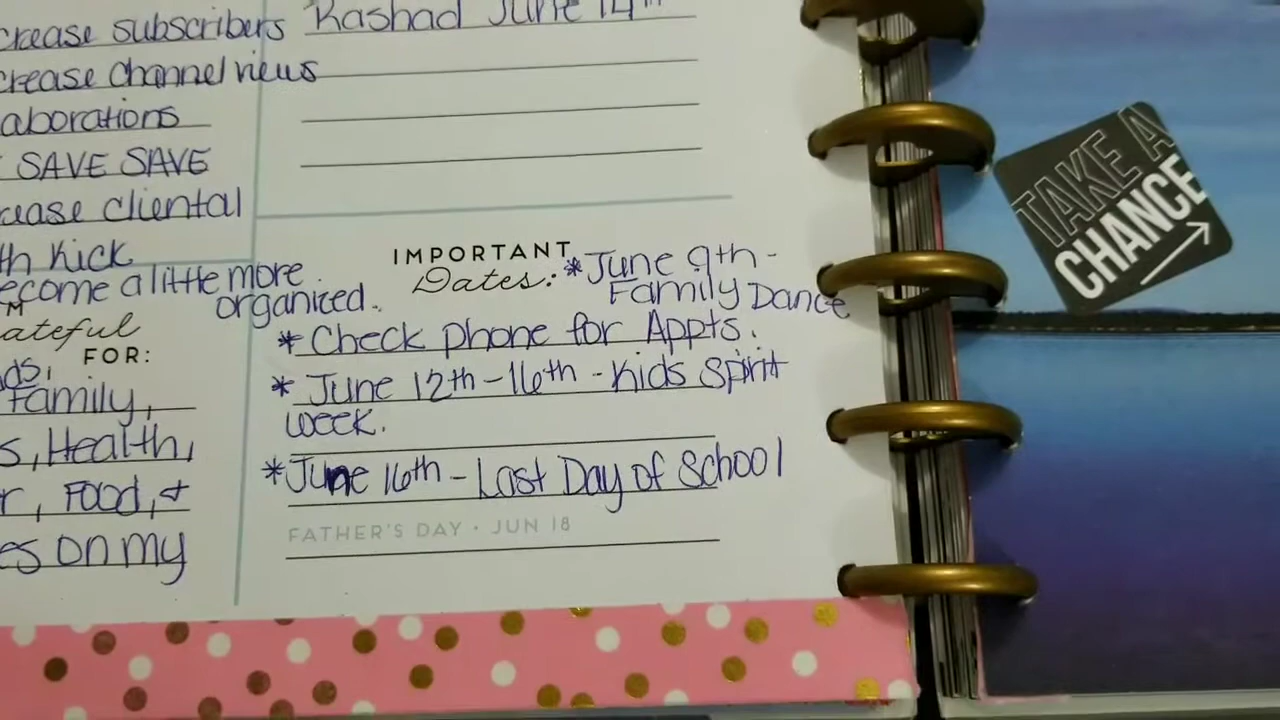 crease subscribers
crease channel views
aborations
SAVE SAVE
ease cliental
th Kick
ecome a little more
organized.
ateful
FOR:
ds,
family,
s, Health,
r, Food, &
es on my
Rashad June 14th
IMPORTANT
Dates: *June 9th -
Family Dance
* Check phone for Appts.
* June 12th-16th - Kids Spirit
week.
*June 16th - Last Day of School
FATHER'S DAY • JUN 18
TAKE A
CHANCE